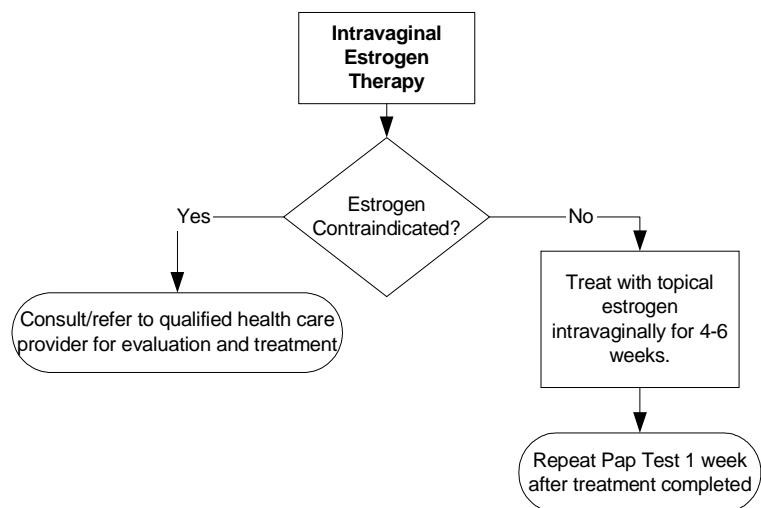 Intravaginal
Estrogen
Therapy
Estrogen
Contraindicated?
Yes
No
Consult/refer to qualified health care
provider for evaluation and treatment
Treat with topical
estrogen
intravaginally for 4-6
weeks.
Repeat Pap Test 1 week
after treatment completed